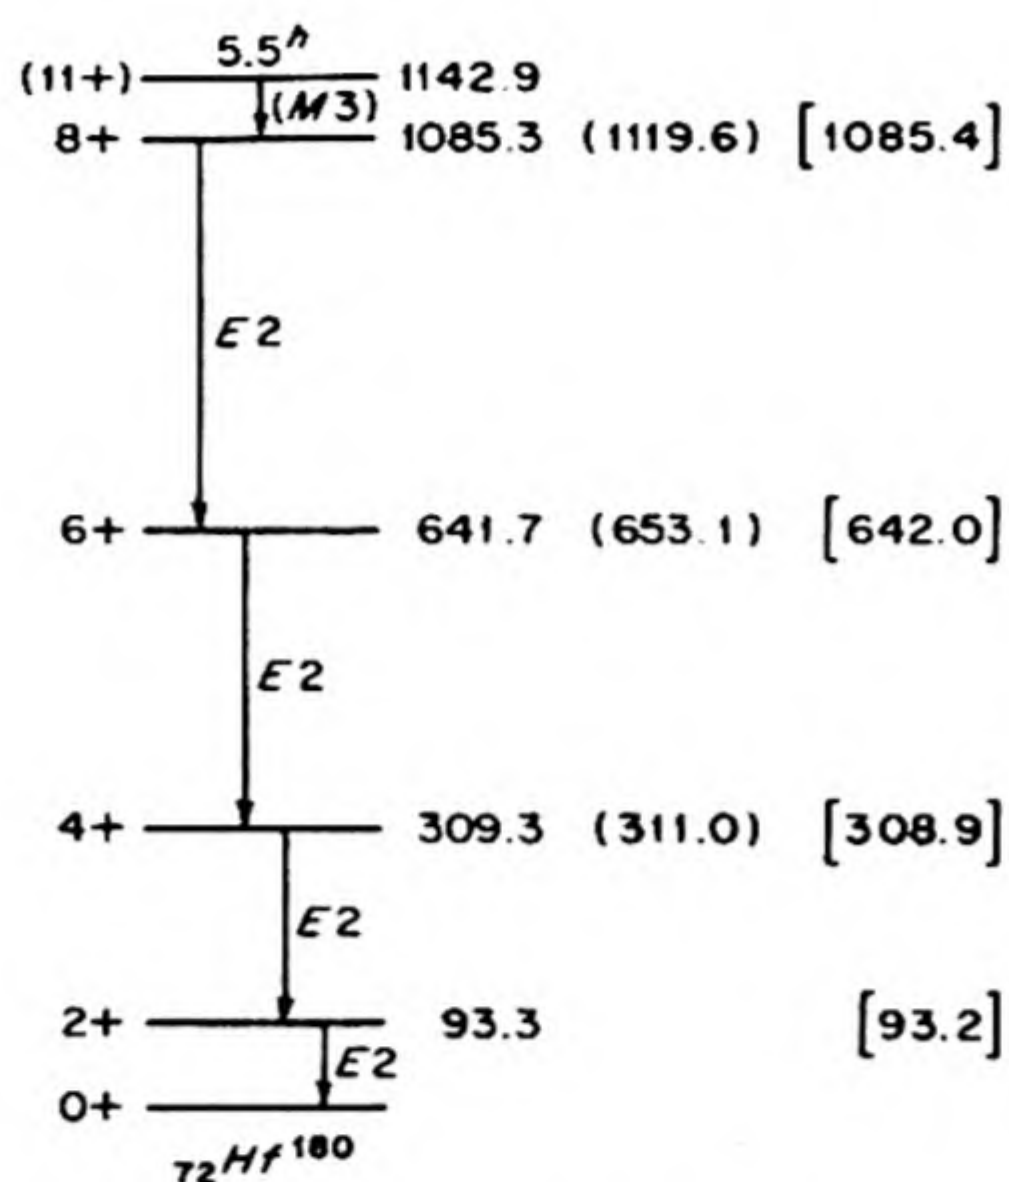 5.5ʰ
(11+) 1142.9
(M3)
8+ 1085.3 (1119.6) [1085.4]
E2
6+ 641.7 (653.1) [642.0]
E2
4+ 309.3 (311.0) [308.9]
E2
2+ 93.3 [93.2]
E2
0+
₇₂Hf¹⁸⁰